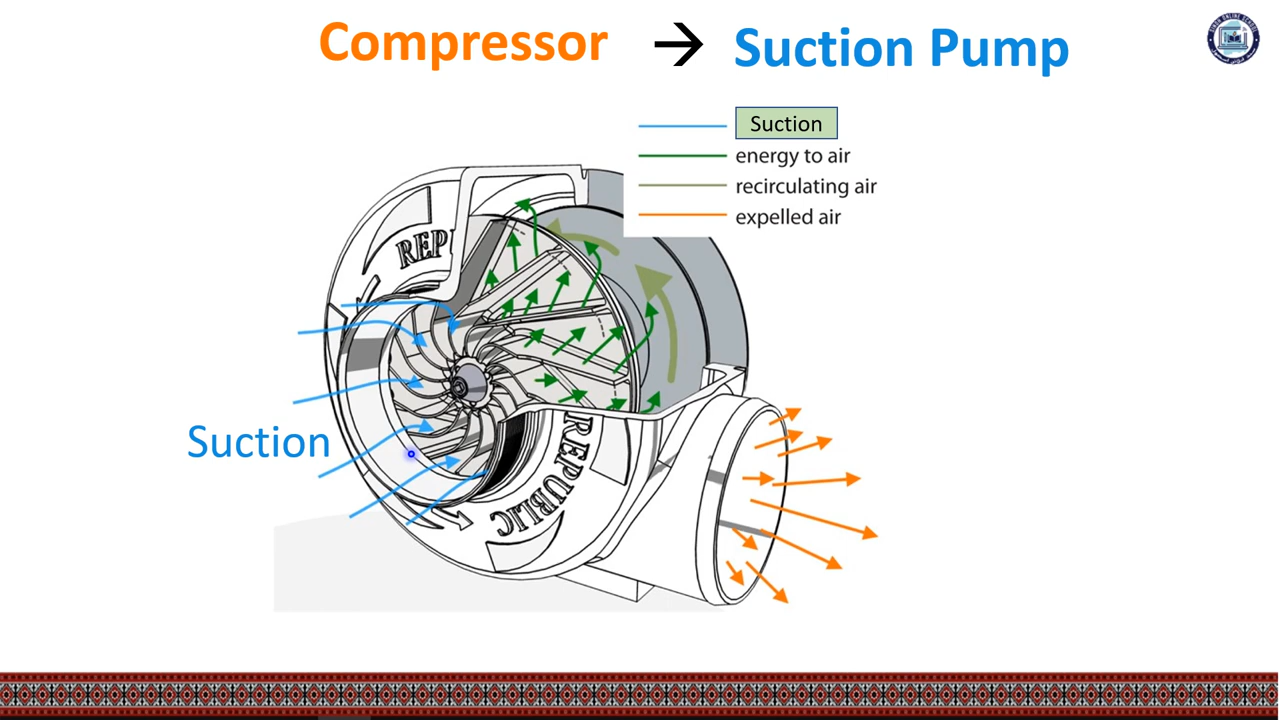 Compressor → Suction Pump
Suction
energy to air
recirculating air
expelled air
REP
Suction
REPUBLIC